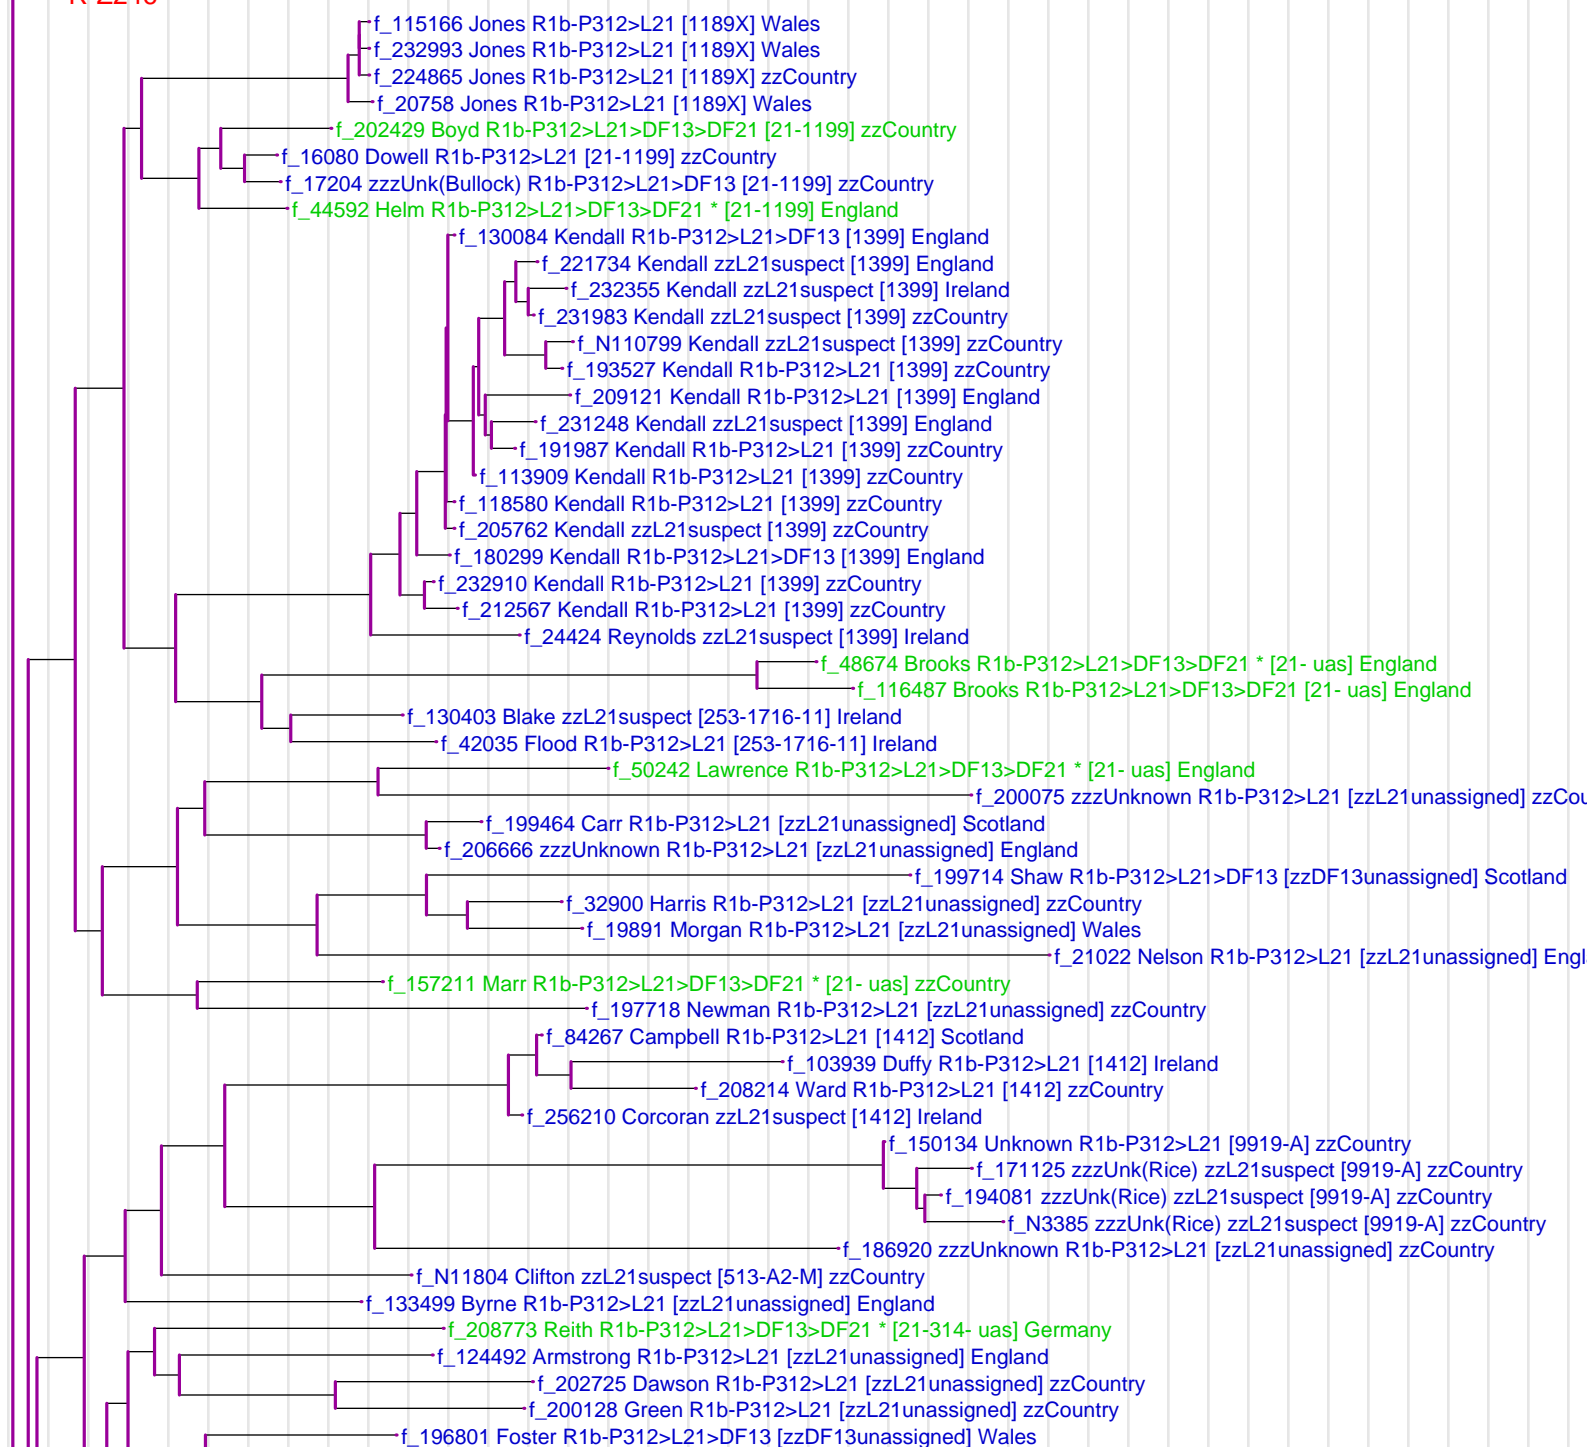 f_115166 Jones R1b-P312>L21 [1189X] Wales
f_232993 Jones R1b-P312>L21 [1189X] Wales
f_224865 Jones R1b-P312>L21 [1189X] zzCountry
f_20758 Jones R1b-P312>L21 [1189X] Wales
f_202429 Boyd R1b-P312>L21>DF13>DF21 [21-1199] zzCountry
f_16080 Dowell R1b-P312>L21 [21-1199] zzCountry
f_17204 zzzUnk(Bullock) R1b-P312>L21>DF13 [21-1199] zzCountry
f_44592 Helm R1b-P312>L21>DF13>DF21 * [21-1199] England
f_130084 Kendall R1b-P312>L21>DF13 [1399] England
f_221734 Kendall zzL21suspect [1399] England
f_232355 Kendall zzL21suspect [1399] Ireland
f_231983 Kendall zzL21suspect [1399] zzCountry
f_N110799 Kendall zzL21suspect [1399] zzCountry
f_193527 Kendall R1b-P312>L21 [1399] zzCountry
f_209121 Kendall R1b-P312>L21 [1399] England
f_231248 Kendall zzL21suspect [1399] England
f_191987 Kendall R1b-P312>L21 [1399] zzCountry
f_113909 Kendall R1b-P312>L21 [1399] zzCountry
f_118580 Kendall R1b-P312>L21 [1399] zzCountry
f_205762 Kendall zzL21suspect [1399] zzCountry
f_180299 Kendall R1b-P312>L21>DF13 [1399] England
f_232910 Kendall R1b-P312>L21 [1399] zzCountry
f_212567 Kendall R1b-P312>L21 [1399] zzCountry
f_24424 Reynolds zzL21suspect [1399] Ireland
f_48674 Brooks R1b-P312>L21>DF13>DF21 * [21- uas] England
f_116487 Brooks R1b-P312>L21>DF13>DF21 [21- uas] England
f_130403 Blake zzL21suspect [253-1716-11] Ireland
f_42035 Flood R1b-P312>L21 [253-1716-11] Ireland
f_50242 Lawrence R1b-P312>L21>DF13>DF21 * [21- uas] England
f_200075 zzzUnknown R1b-P312>L21 [zzL21unassigned] zzCou
f_199464 Carr R1b-P312>L21 [zzL21unassigned] Scotland
f_206666 zzzUnknown R1b-P312>L21 [zzL21unassigned] England
f_199714 Shaw R1b-P312>L21>DF13 [zzDF13unassigned] Scotland
f_32900 Harris R1b-P312>L21 [zzL21unassigned] zzCountry
f_19891 Morgan R1b-P312>L21 [zzL21unassigned] Wales
f_21022 Nelson R1b-P312>L21 [zzL21unassigned] Engl
f_157211 Marr R1b-P312>L21>DF13>DF21 * [21- uas] zzCountry
f_197718 Newman R1b-P312>L21 [zzL21unassigned] zzCountry
f_84267 Campbell R1b-P312>L21 [1412] Scotland
f_103939 Duffy R1b-P312>L21 [1412] Ireland
f_208214 Ward R1b-P312>L21 [1412] zzCountry
f_256210 Corcoran zzL21suspect [1412] Ireland
f_150134 Unknown R1b-P312>L21 [9919-A] zzCountry
f_171125 zzzUnk(Rice) zzL21suspect [9919-A] zzCountry
f_194081 zzzUnk(Rice) zzL21suspect [9919-A] zzCountry
f_N3385 zzzUnk(Rice) zzL21suspect [9919-A] zzCountry
f_186920 zzzUnknown R1b-P312>L21 [zzL21unassigned] zzCountry
f_N11804 Clifton zzL21suspect [513-A2-M] zzCountry
f_133499 Byrne R1b-P312>L21 [zzL21unassigned] England
f_208773 Reith R1b-P312>L21>DF13>DF21 * [21-314- uas] Germany
f_124492 Armstrong R1b-P312>L21 [zzL21unassigned] England
f_202725 Dawson R1b-P312>L21 [zzL21unassigned] zzCountry
f_200128 Green R1b-P312>L21 [zzL21unassigned] zzCountry
f_196801 Foster R1b-P312>L21>DF13 [zzDF13unassigned] Wales